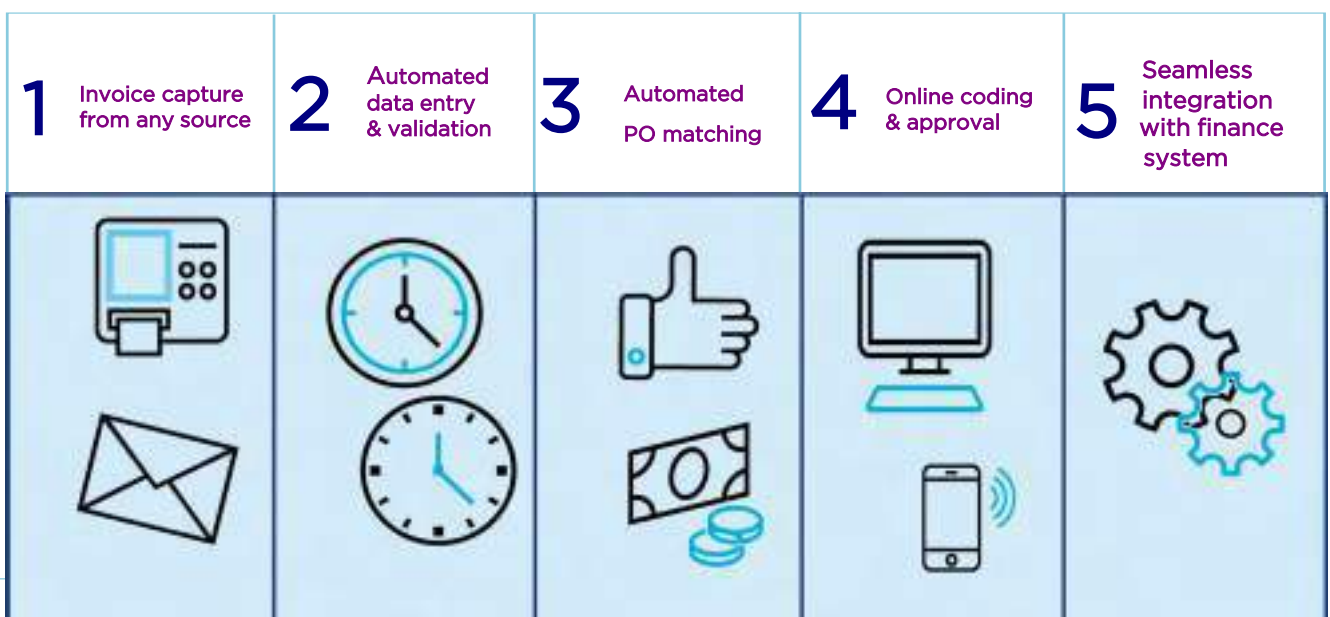 1
Invoice capture
from any source
2
Automated
data entry
& validation
3
Automated
PO matching
4
Online coding
& approval
5
Seamless
integration
with finance
system